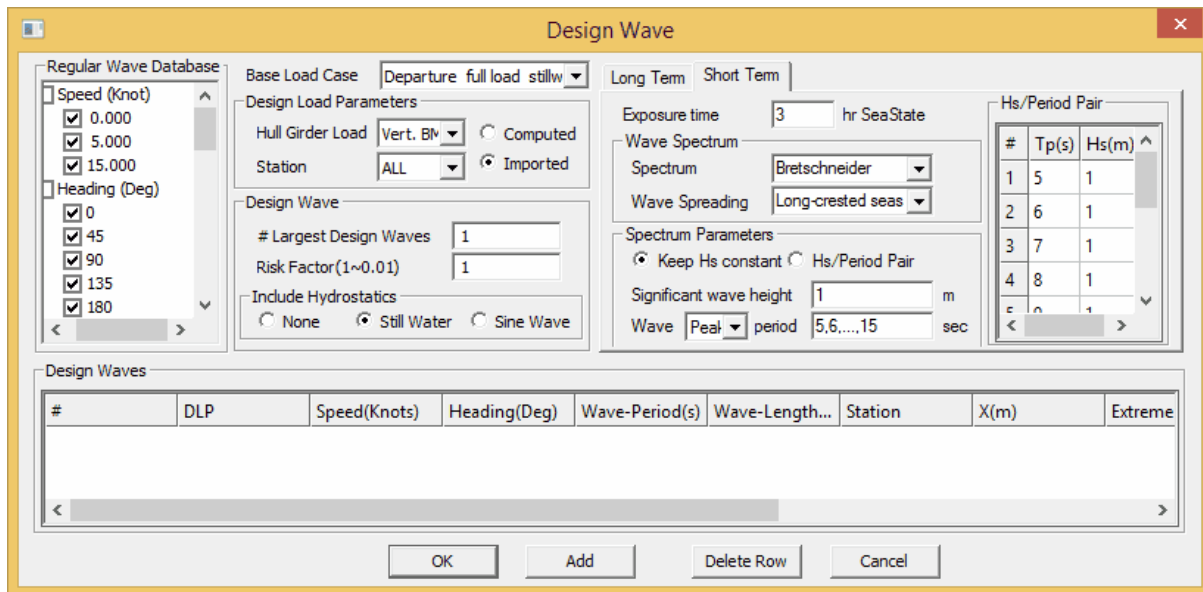 Design Wave
Regular Wave Database
Speed (Knot)
0.000
5.000
15.000
Heading (Deg)
0
45
90
135
180
Base Load Case Departure full load stillw
Design Load Parameters
Hull Girder Load Vert. BM Computed
Station ALL Imported
Design Wave
# Largest Design Waves 1
Risk Factor(1~0.01) 1
Include Hydrostatics
None Still Water Sine Wave
Long Term Short Term
Exposure time 3 hr SeaState
Wave Spectrum
Spectrum Bretschneider
Wave Spreading Long-crested seas
Spectrum Parameters
Keep Hs constant Hs/Period Pair
Significant wave height 1 m
Wave Peak period 5,6,...,15 sec
Hs/Period Pair
# Tp(s) Hs(m)
1 5 1
2 6 1
3 7 1
4 8 1
5 9 1
Design Waves
# DLP Speed(Knots) Heading(Deg) Wave-Period(s) Wave-Length... Station X(m) Extreme
OK Add Delete Row Cancel